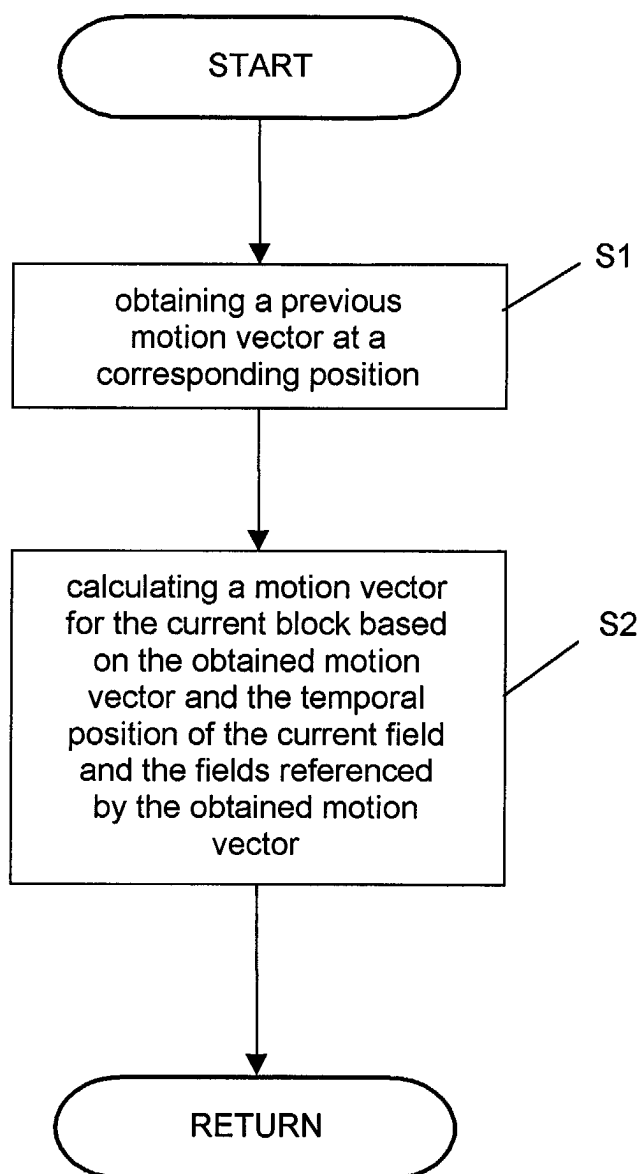 START
S1
obtaining a previous
motion vector at a
corresponding position
calculating a motion vector
for the current block based
on the obtained motion
vector and the temporal
position of the current field
and the fields referenced
by the obtained motion
vector
S2
RETURN